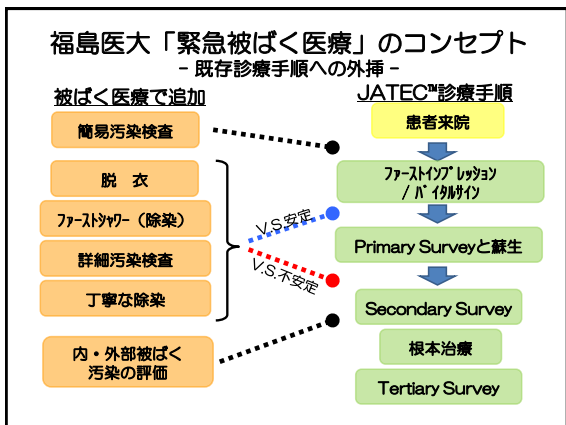 福島医大「緊急被ばく医療」のコンセプト
- 既存診療手順への外挿 -
被ばく医療で追加
簡易汚染検査
脱 衣
ﾌｧｰｽﾄｼｬﾜｰ（除染）
詳細汚染検査
丁寧な除染
内・外部被ばく
汚染の評価
V.S.安定
V.S.不安定
JATEC™診療手順
患者来院
ﾌｧｰｽﾄｲﾝﾌﾟﾚｯｼｮﾝ
/ ﾊﾞｲﾀﾙｻｲﾝ
Primary Surveyと蘇生
Secondary Survey
根本治療
Tertiary Survey